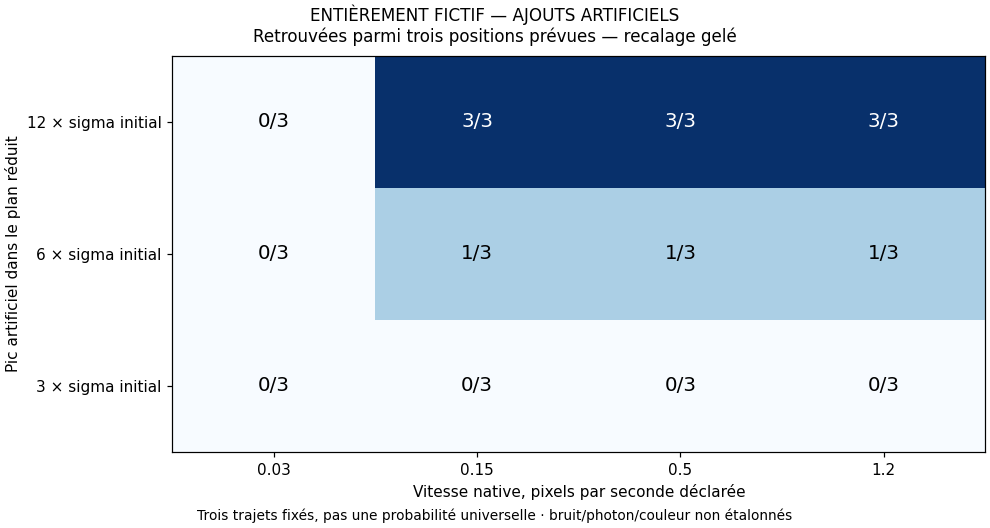 ENTIÈREMENT FICTIF — AJOUTS ARTIFICIELS
Retrouvées parmi trois positions prévues — recalage gelé
Pic artificiel dans le plan réduit
12 × sigma initial
0/3
3/3
3/3
3/3
6 × sigma initial
0/3
1/3
1/3
1/3
3 × sigma initial
0/3
0/3
0/3
0/3
0.03
0.15
0.5
1.2
Vitesse native, pixels par seconde déclarée
Trois trajets fixés, pas une probabilité universelle · bruit/photon/couleur non étalonnés